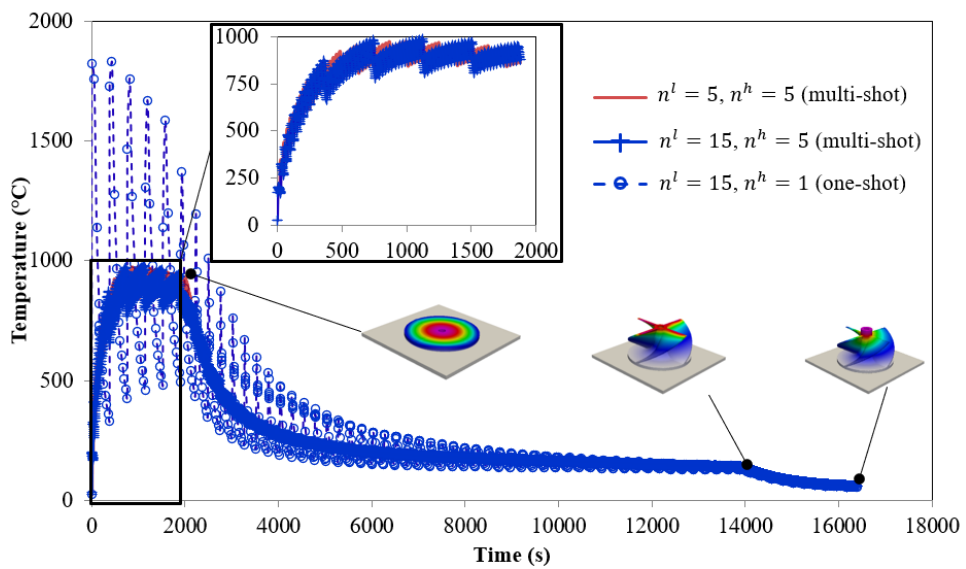 2000
1500
1000
500
0
Temperature (°C)
1000
750
500
250
0
0 500 1000 1500 2000
n^l = 5, n^h = 5 (multi-shot)
n^l = 15, n^h = 5 (multi-shot)
n^l = 15, n^h = 1 (one-shot)
0 2000 4000 6000 8000 10000 12000 14000 16000 18000
Time (s)